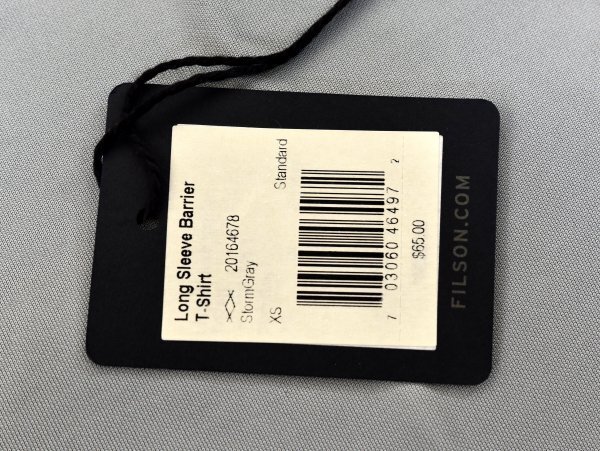 Long Sleeve Barrier
T-Shirt
20164678
StormGray
XS Standard
7 03060 46497 2
$65.00
FILSON.COM